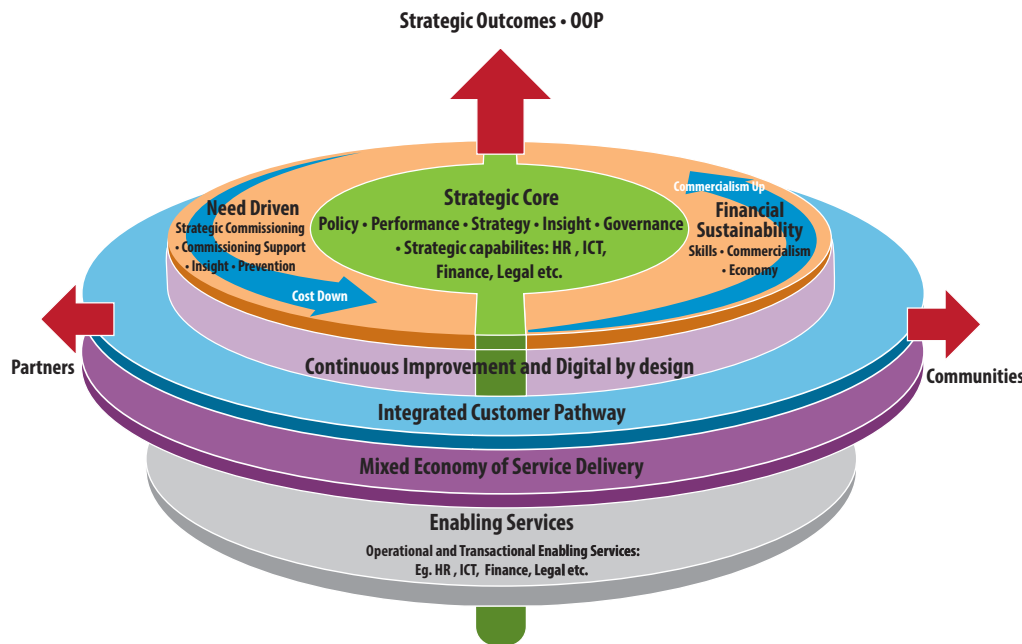 Strategic Outcomes • OOP
Commercialism Up
Strategic Core
Policy • Performance • Strategy • Insight • Governance
• Strategic capabilites: HR , ICT,
Finance, Legal etc.
Need Driven
Strategic Commissioning
• Commissioning Support
• Insight • Prevention
Financial
Sustainability
Skills • Commercialism
• Economy
Cost Down
Partners
Communities
Continuous Improvement and Digital by design
Integrated Customer Pathway
Mixed Economy of Service Delivery
Enabling Services
Operational and Transactional Enabling Services:
Eg. HR , ICT, Finance, Legal etc.